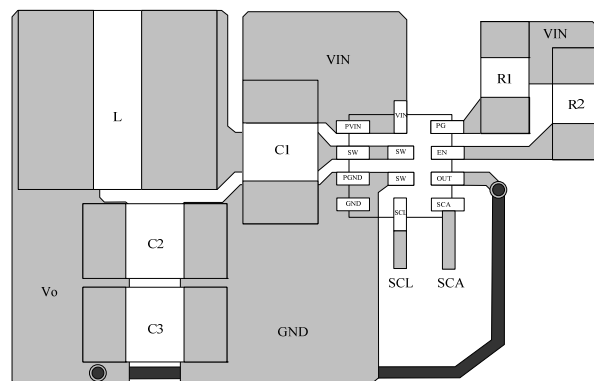 VIN
VIN
R1
R2
L
C1
VIN
PVIN
PG
SW
SW
EN
PGND
SW
OUT
GND
SCL
SCA
C2
SCL
SCA
Vo
C3
GND